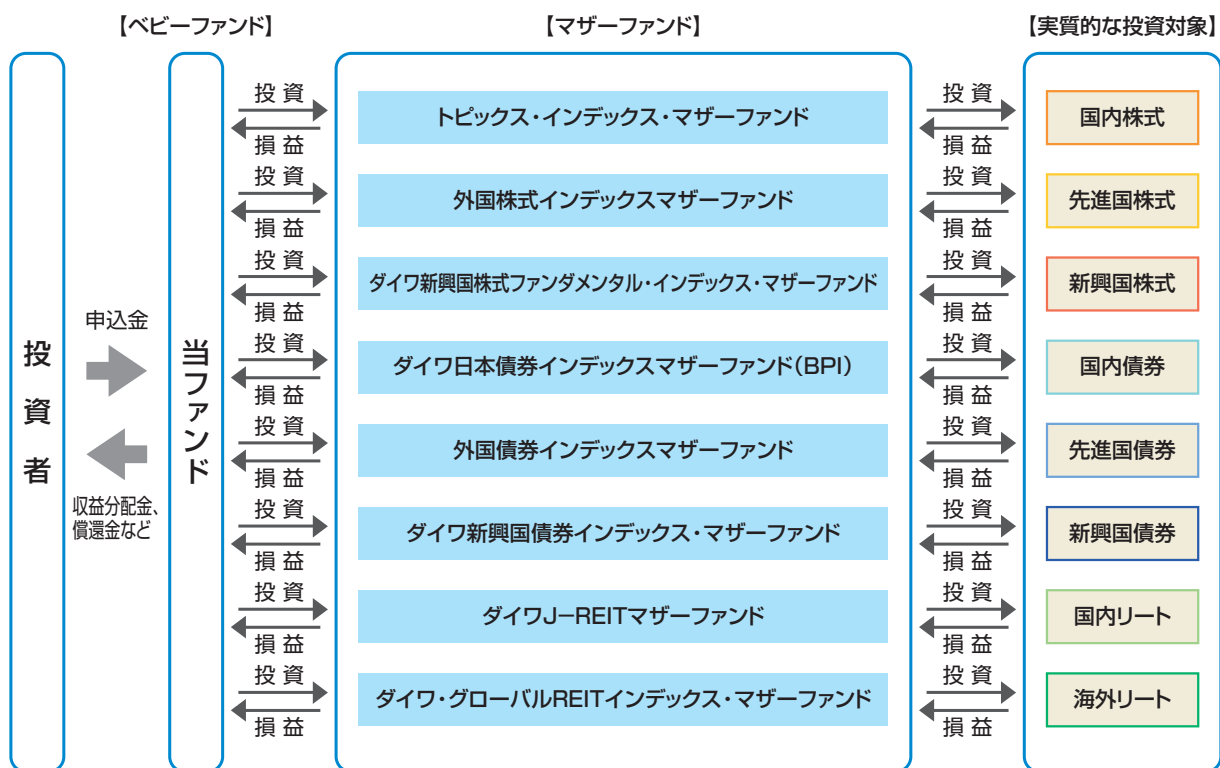 【ベビーファンド】
【マザーファンド】
【実質的な投資対象】
投資者
申込金
収益分配金、
償還金など
当ファンド
投資
損益
トピックス・インデックス・マザーファンド
投資
損益
国内株式
投資
損益
外国株式インデックスマザーファンド
投資
損益
先進国株式
投資
損益
ダイワ新興国株式ファンダメンタル・インデックス・マザーファンド
投資
損益
新興国株式
投資
損益
ダイワ日本債券インデックスマザーファンド(BPI)
投資
損益
国内債券
投資
損益
外国債券インデックスマザーファンド
投資
損益
先進国債券
投資
損益
ダイワ新興国債券インデックス・マザーファンド
投資
損益
新興国債券
投資
損益
ダイワJ−REITマザーファンド
投資
損益
国内リート
投資
損益
ダイワ・グローバルREITインデックス・マザーファンド
投資
損益
海外リート